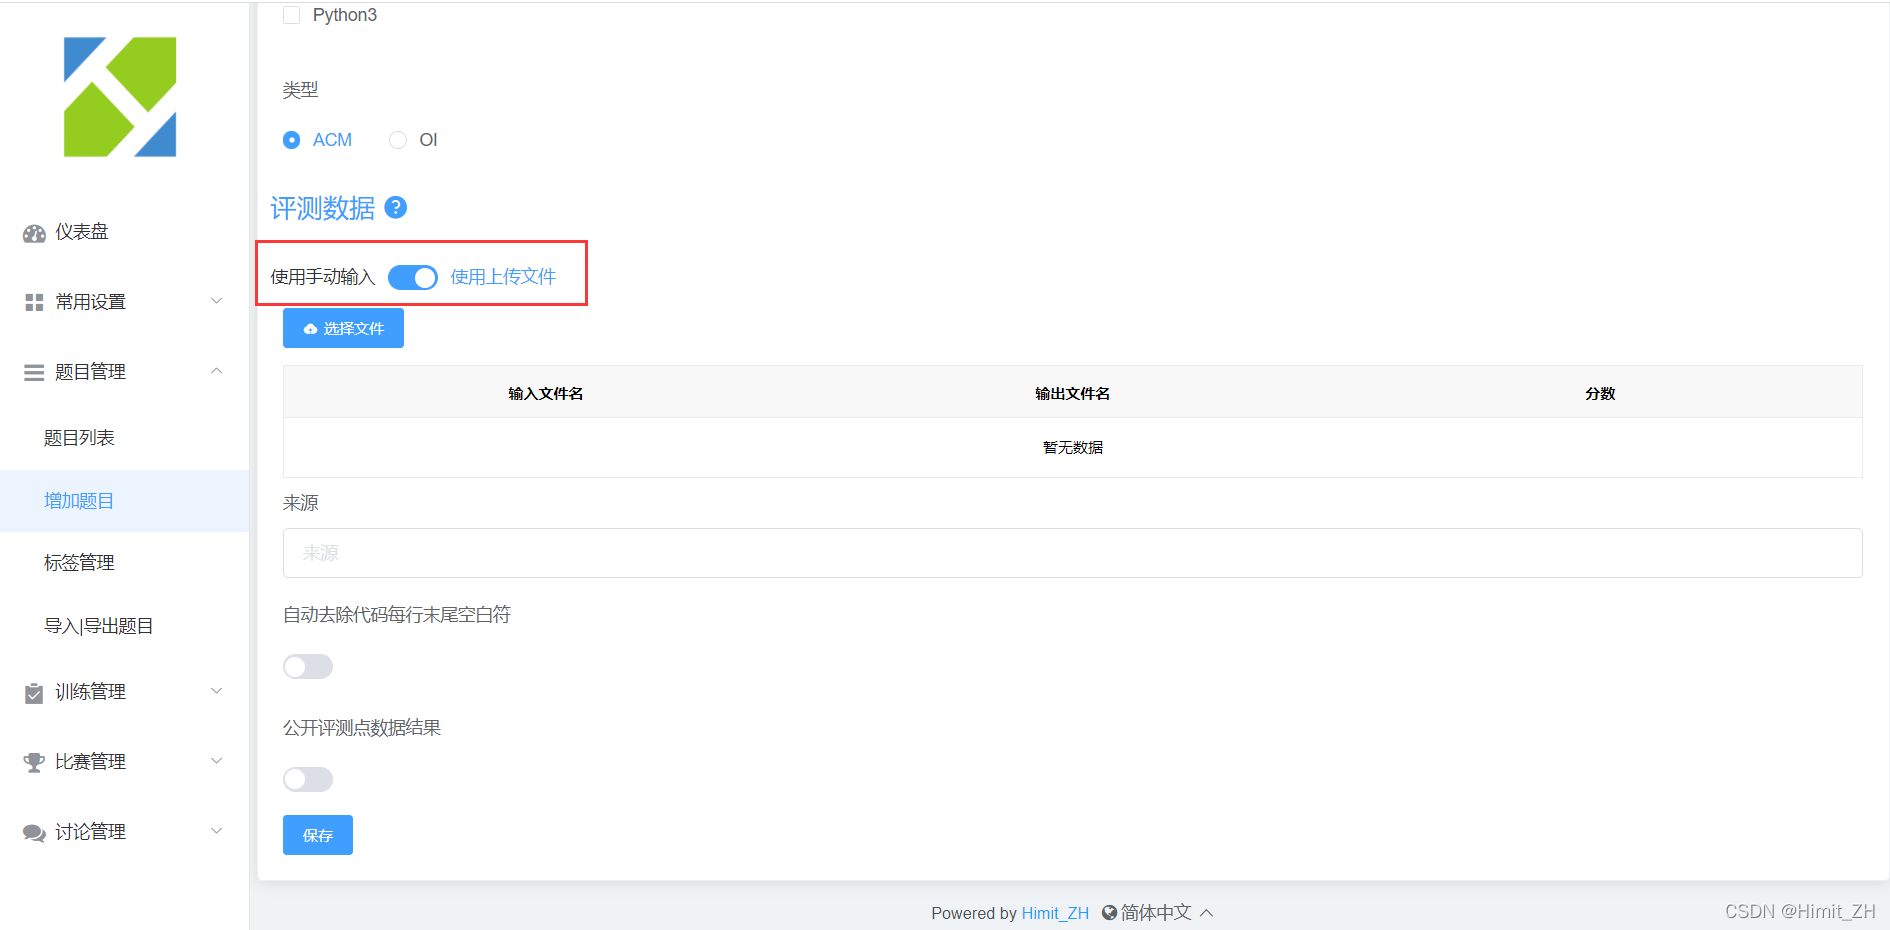 Python3
类型
ACM OI
评测数据 ?
使用手动输入 使用上传文件
选择文件
输入文件名 输出文件名 分数
暂无数据
来源
来源
自动去除代码每行末尾空白符
公开评测点数据结果
保存
仪表盘
常用设置
题目管理
题目列表
增加题目
标签管理
导入|导出题目
训练管理
比赛管理
讨论管理
Powered by Himit_ZH 简体中文
CSDN @Himit_ZH